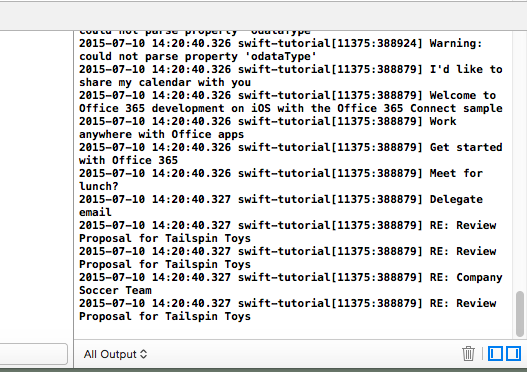 could not parse property 'odataType'
2015-07-10 14:20:40.326 swift-tutorial[11375:388924] Warning:
could not parse property 'odataType'
2015-07-10 14:20:40.326 swift-tutorial[11375:388879] I'd like to
share my calendar with you
2015-07-10 14:20:40.326 swift-tutorial[11375:388879] Welcome to
Office 365 development on iOS with the Office 365 Connect sample
2015-07-10 14:20:40.326 swift-tutorial[11375:388879] Work
anywhere with Office apps
2015-07-10 14:20:40.326 swift-tutorial[11375:388879] Get started
with Office 365
2015-07-10 14:20:40.326 swift-tutorial[11375:388879] Meet for
lunch?
2015-07-10 14:20:40.327 swift-tutorial[11375:388879] Delegate
email
2015-07-10 14:20:40.327 swift-tutorial[11375:388879] RE: Review
Proposal for Tailspin Toys
2015-07-10 14:20:40.327 swift-tutorial[11375:388879] RE: Review
Proposal for Tailspin Toys
2015-07-10 14:20:40.327 swift-tutorial[11375:388879] RE: Company
Soccer Team
2015-07-10 14:20:40.327 swift-tutorial[11375:388879] RE: Review
Proposal for Tailspin Toys
All Output